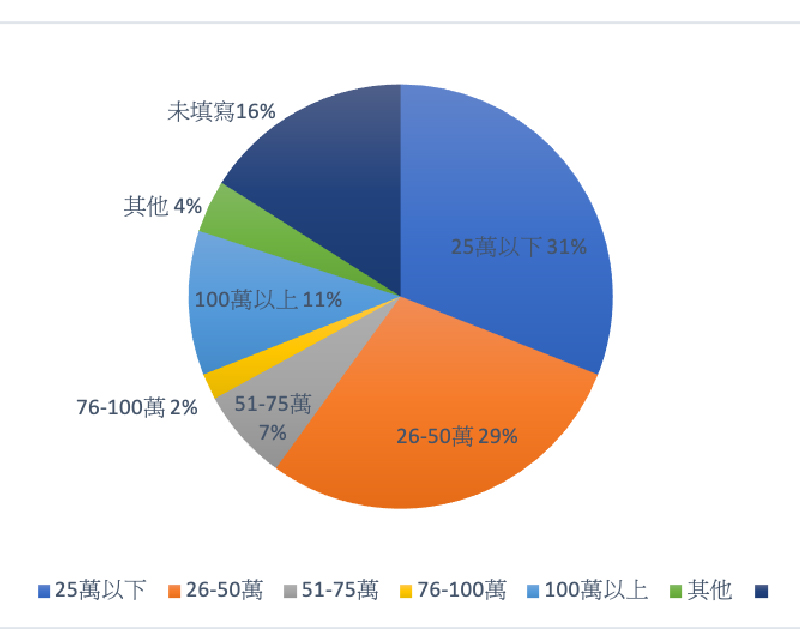 未填寫16%
其他 4%
25萬以下 31%
100萬以上 11%
76-100萬 2%
51-75萬
7%
26-50萬 29%
25萬以下 26-50萬 51-75萬 76-100萬 100萬以上 其他